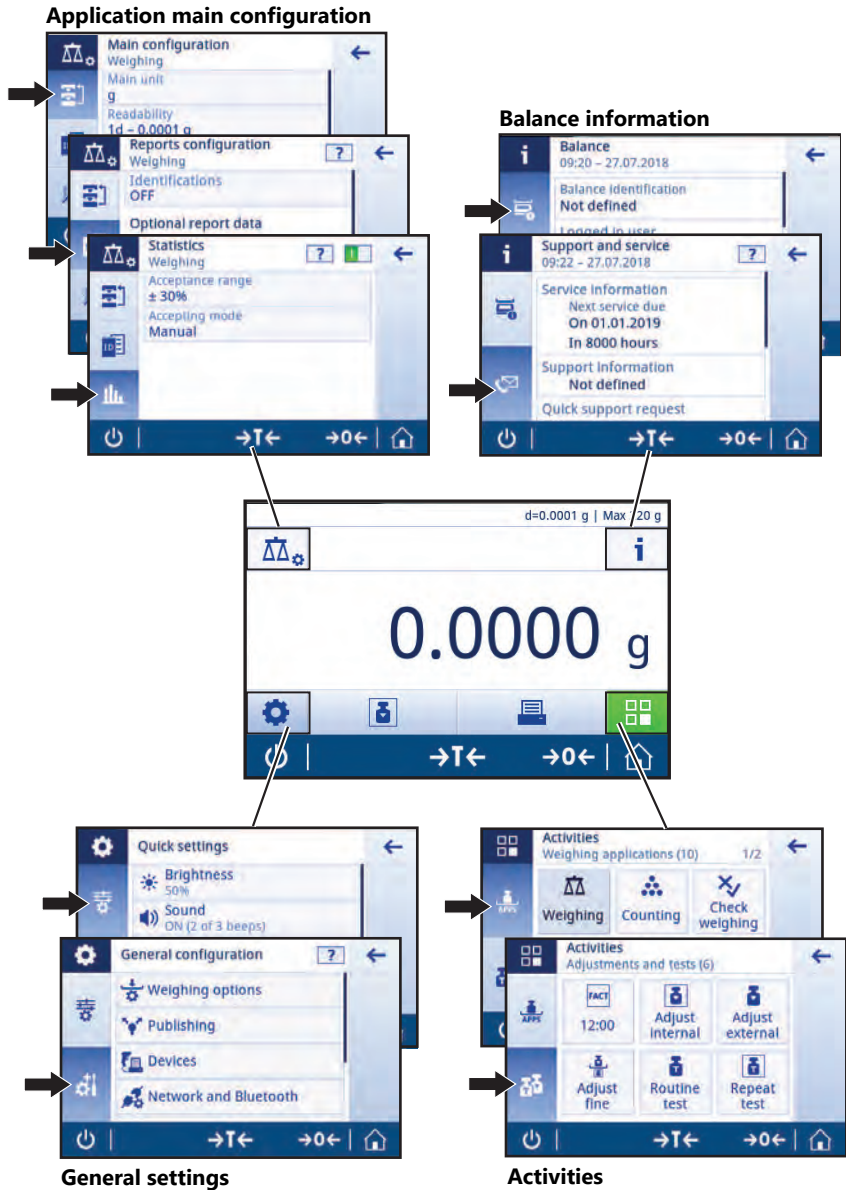 Application main configuration
Main configuration
Weighing
Main unit
g
Readability
1d – 0.0001 g
Reports configuration
Weighing
?
Identifications
OFF
Optional report data
Statistics
Weighing
?
Acceptance range
± 30%
Accepting mode
Manual
→T←
→0←
Balance information
i
Balance
09:20 – 27.07.2018
Balance identification
Not defined
Logged in user
i
Support and service
09:22 – 27.07.2018
?
Service information
Next service due
On 01.01.2019
In 8000 hours
Support information
Not defined
Quick support request
→T←
→0←
d=0.0001 g | Max 120 g
i
0.0000 g
→T←
→0←
Quick settings
Brightness
50%
Sound
ON (2 of 3 beeps)
General configuration
?
Weighing options
Publishing
Devices
Network and Bluetooth
→T←
→0←
General settings
Activities
Weighing applications (10)
1/2
APPS
Weighing
Counting
Check
weighing
Activities
Adjustments and tests (6)
APPS
FACT
12:00
Adjust
internal
Adjust
external
Adjust
fine
Routine
test
Repeat
test
→T←
→0←
Activities